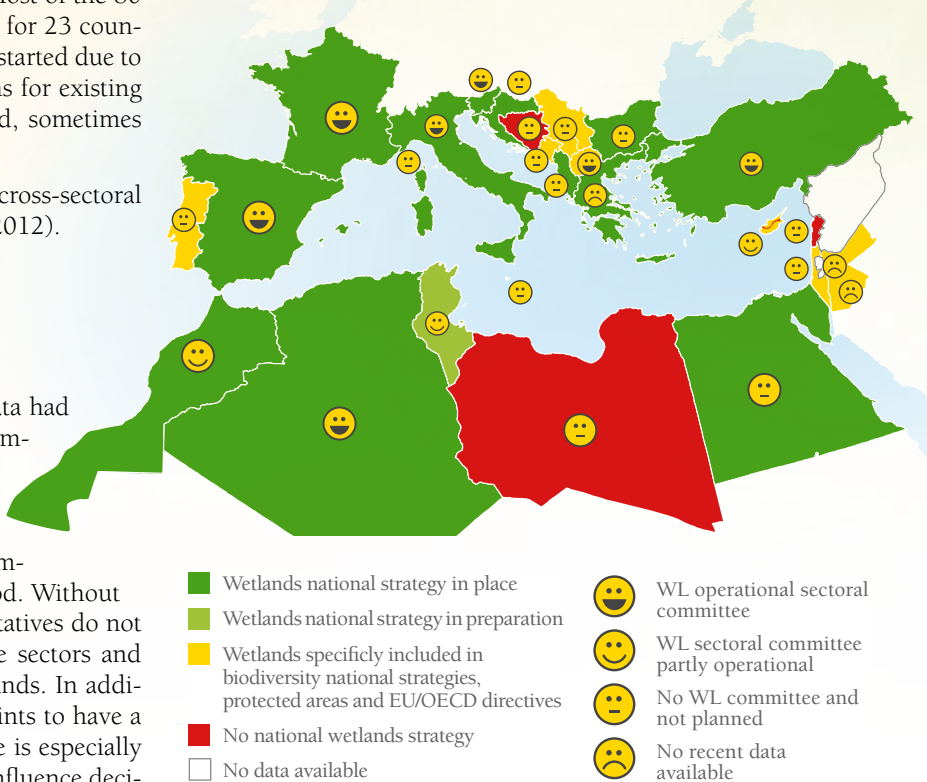 for 23 coun-
started due to
s for existing
d, sometimes
cross-sectoral
2012).
ta had
m-
m-
od. Without
tatives do not
e sectors and
nds. In addi-
ints to have a
e is especially
nfluence deci-
Wetlands national strategy in place
Wetlands national strategy in preparation
Wetlands specificly included in
biodiversity national strategies,
protected areas and EU/OECD directives
No national wetlands strategy
No data available
WL operational sectoral
committee
WL sectoral committee
partly operational
No WL committee and
not planned
No recent data
available